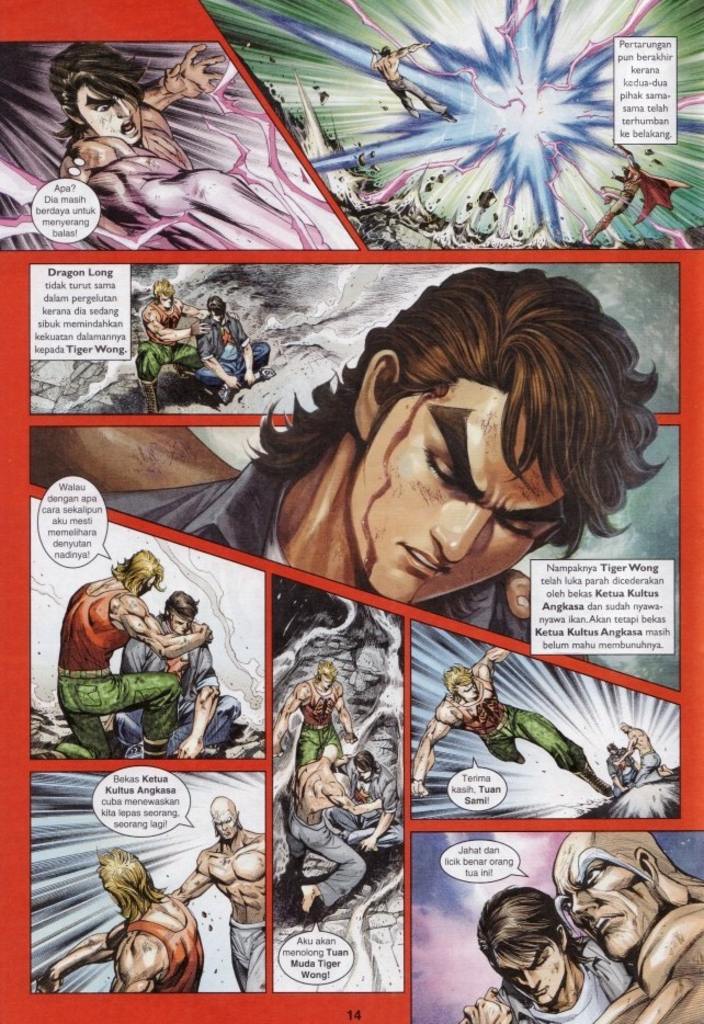 Pertarungan
pun berakhir
kerana
kedua-dua
pihak sama-
sama telah
terhumban
ke belakang.
Apa?
Dia masih
berdaya untuk
menyerang
balas!
Dragon Long
tidak turut sama
dalam pergelutan
kerana dia sedang
sibuk memindahkan
kekuatan dalamannya
kepada Tiger Wong.
Nampaknya Tiger Wong
telah luka parah dicederakan
oleh bekas Ketua Kultus
Angkasa dan sudah nyawa-
nyawa ikan. Akan tetapi bekas
Ketua Kultus Angkasa masih
belum mahu membunuhnya.
Walau
dengan apa
cara sekalipun
aku mesti
memelihara
denyutan
nadinya!
Bekas Ketua
Kultus Angkasa
cuba menewaskan
kita lepas seorang,
seorang lagi!
Aku akan
menolong Tuan
Muda Tiger
Wong!
Terima
kasih, Tuan
Sami!
Jahat dan
licik benar orang
tua ini!
14